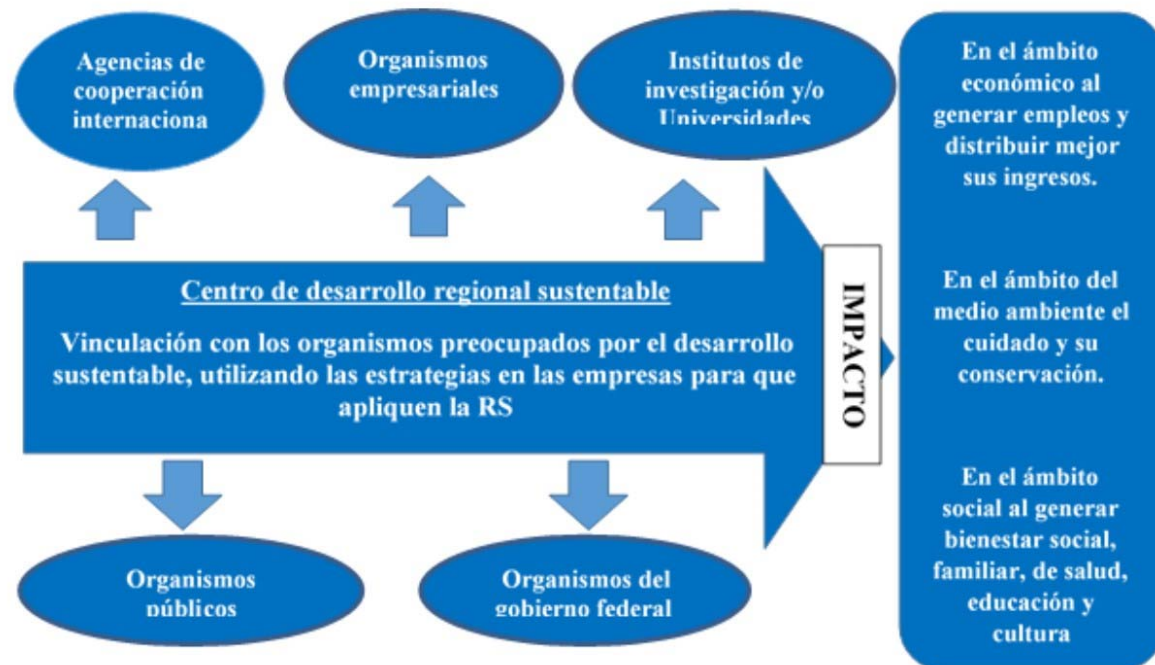 Agencias de
cooperación
internaciona
Organismos
empresariales
Institutos de
investigación y/o
Universidades
Centro de desarrollo regional sustentable
Vinculación con los organismos preocupados por el desarrollo
sustentable, utilizando las estrategias en las empresas para que
apliquen la RS
IMPACTO
Organismos
públicos
Organismos del
gobierno federal
En el ámbito
económico al
generar empleos y
distribuir mejor
sus ingresos.
En el ámbito del
medio ambiente el
cuidado y su
conservación.
En el ámbito
social al generar
bienestar social,
familiar, de salud,
educación y
cultura